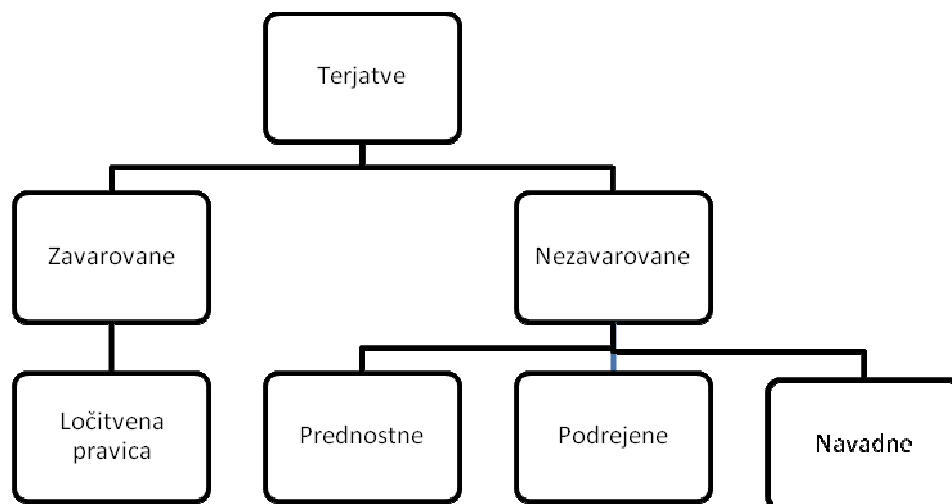 Terjatve
Zavarovane
Nezavarovane
Ločitvena
pravica
Prednostne
Podrejene
Navadne